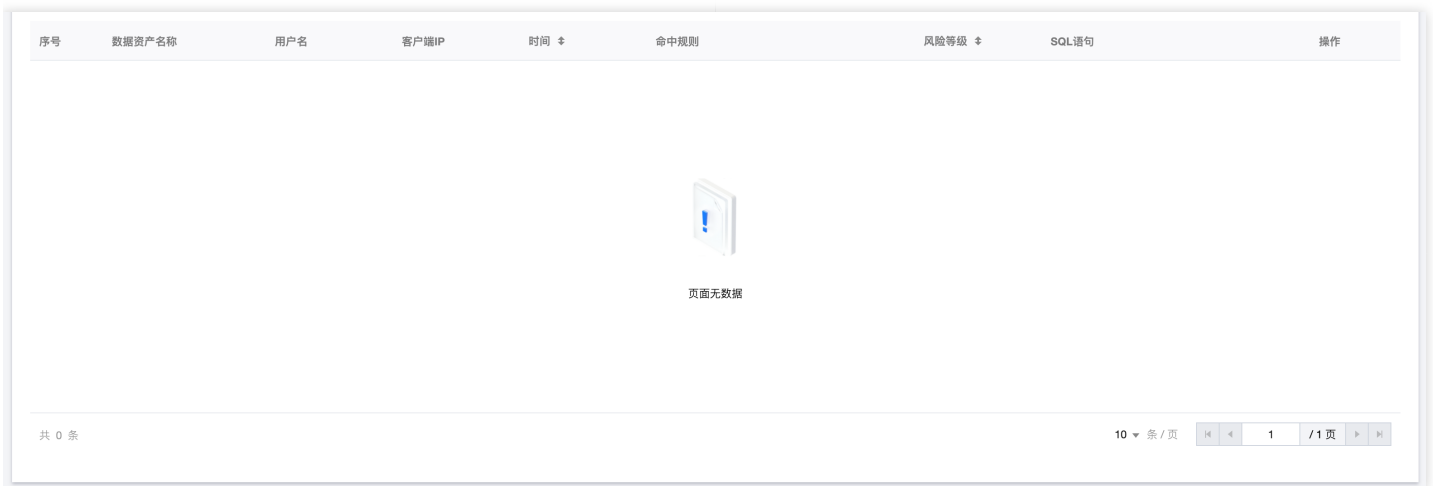 序号 数据资产名称 用户名 客户端IP 时间 命中规则 风险等级 SQL语句 操作
页面无数据
共 0 条 10 条 / 页 1 / 1 页